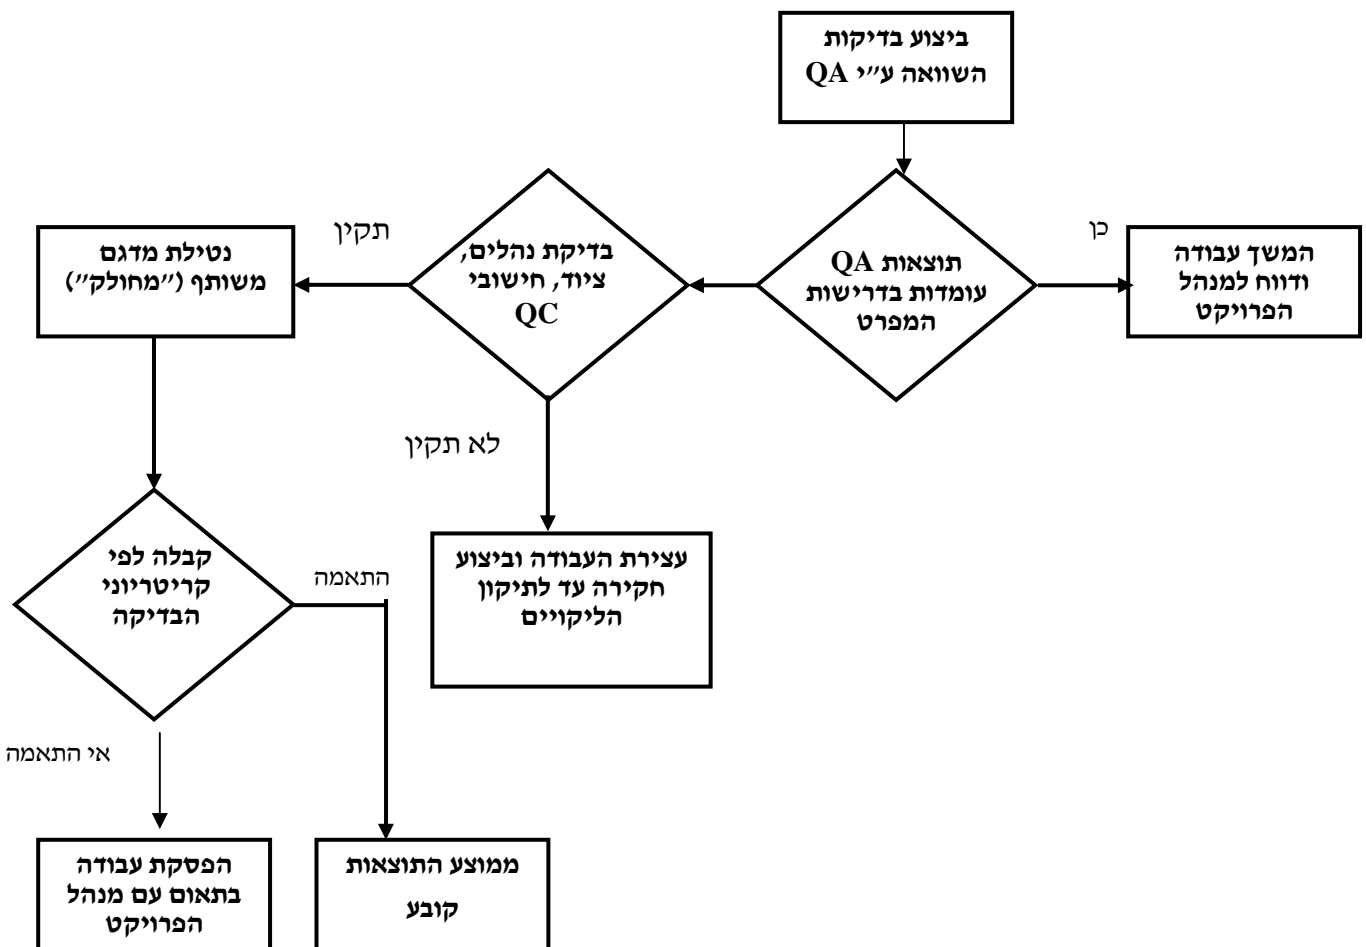 ביצוע בדיקות
השוואה ע״י QA
כן
המשך עבודה
ודווח למנהל
הפרויקט
תוצאות QA
עומדות בדרישות
המפרט
בדיקת נהלים,
ציוד, חישובי
QC
תקין
נטילת מדגם
משותף (״מחולק״)
לא תקין
עצירת העבודה וביצוע
חקירה עד לתיקון
הליקויים
קבלה לפי
קריטריוני
הבדיקה
התאמה
אי התאמה
ממוצע התוצאות
קובע
הפסקת עבודה
בתאום עם מנהל
הפרויקט